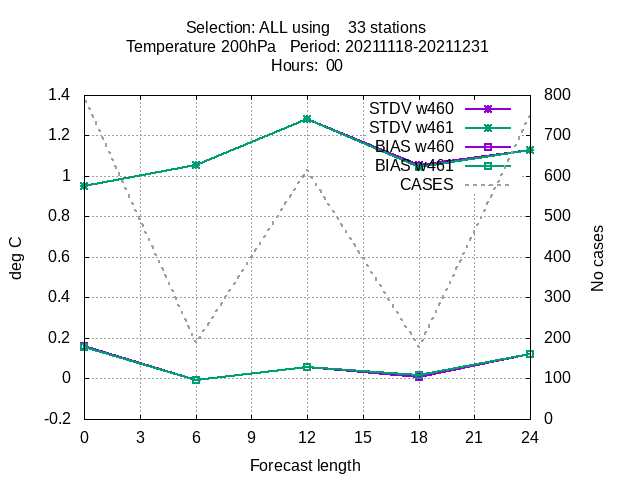 Selection: ALL using    33 stations
Temperature 200hPa   Period: 20211118-20211231
Hours:  00
1.4
1.2
1
0.8
0.6
0.4
0.2
0
-0.2
deg C
STDV w460
STDV w461
BIAS w460
BIAS w461
CASES
800
700
600
500
400
300
200
100
0
No cases
0 3 6 9 12 15 18 21 24
Forecast length